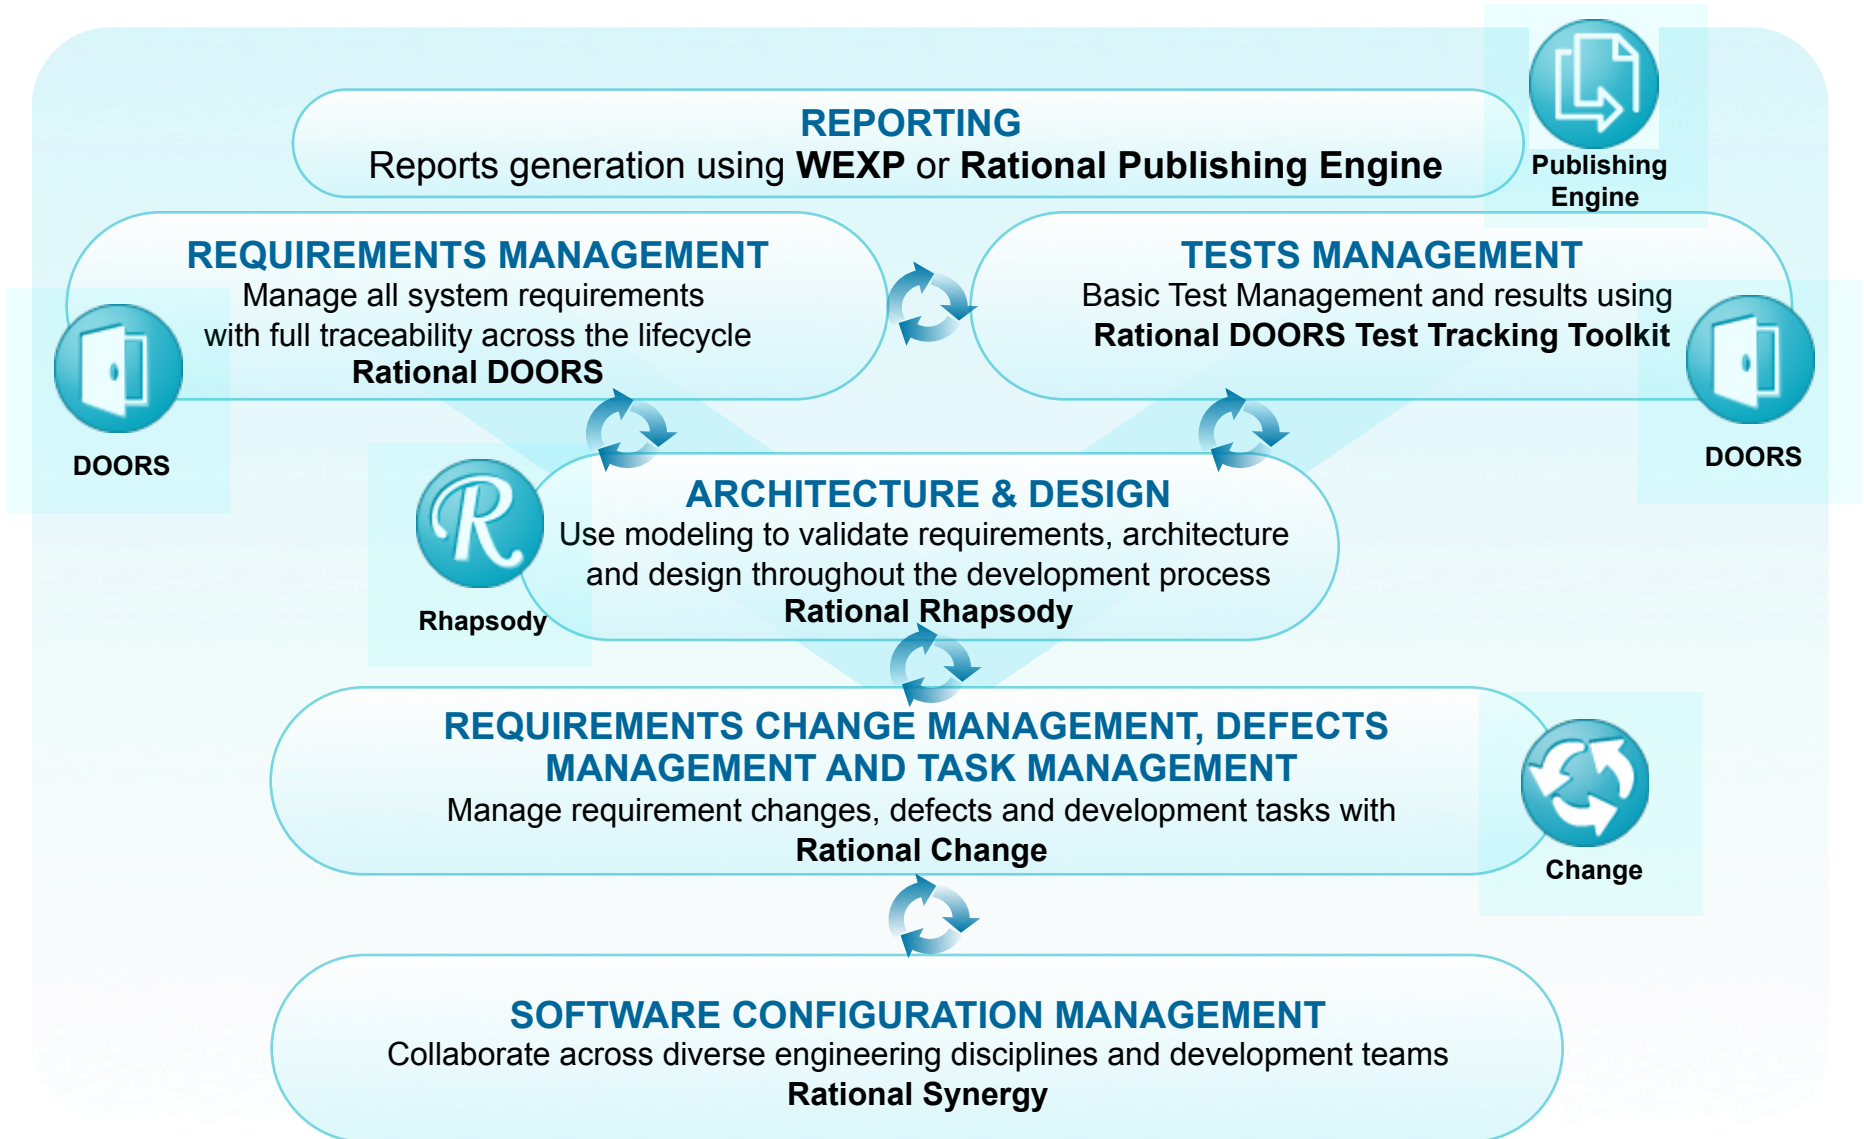 REPORTING
Reports generation using WEXP or Rational Publishing Engine
Publishing
Engine
REQUIREMENTS MANAGEMENT
Manage all system requirements
with full traceability across the lifecycle
Rational DOORS
DOORS
TESTS MANAGEMENT
Basic Test Management and results using
Rational DOORS Test Tracking Toolkit
DOORS
R
Rhapsody
ARCHITECTURE & DESIGN
Use modeling to validate requirements, architecture
and design throughout the development process
Rational Rhapsody
REQUIREMENTS CHANGE MANAGEMENT, DEFECTS
MANAGEMENT AND TASK MANAGEMENT
Manage requirement changes, defects and development tasks with
Rational Change
Change
SOFTWARE CONFIGURATION MANAGEMENT
Collaborate across diverse engineering disciplines and development teams
Rational Synergy